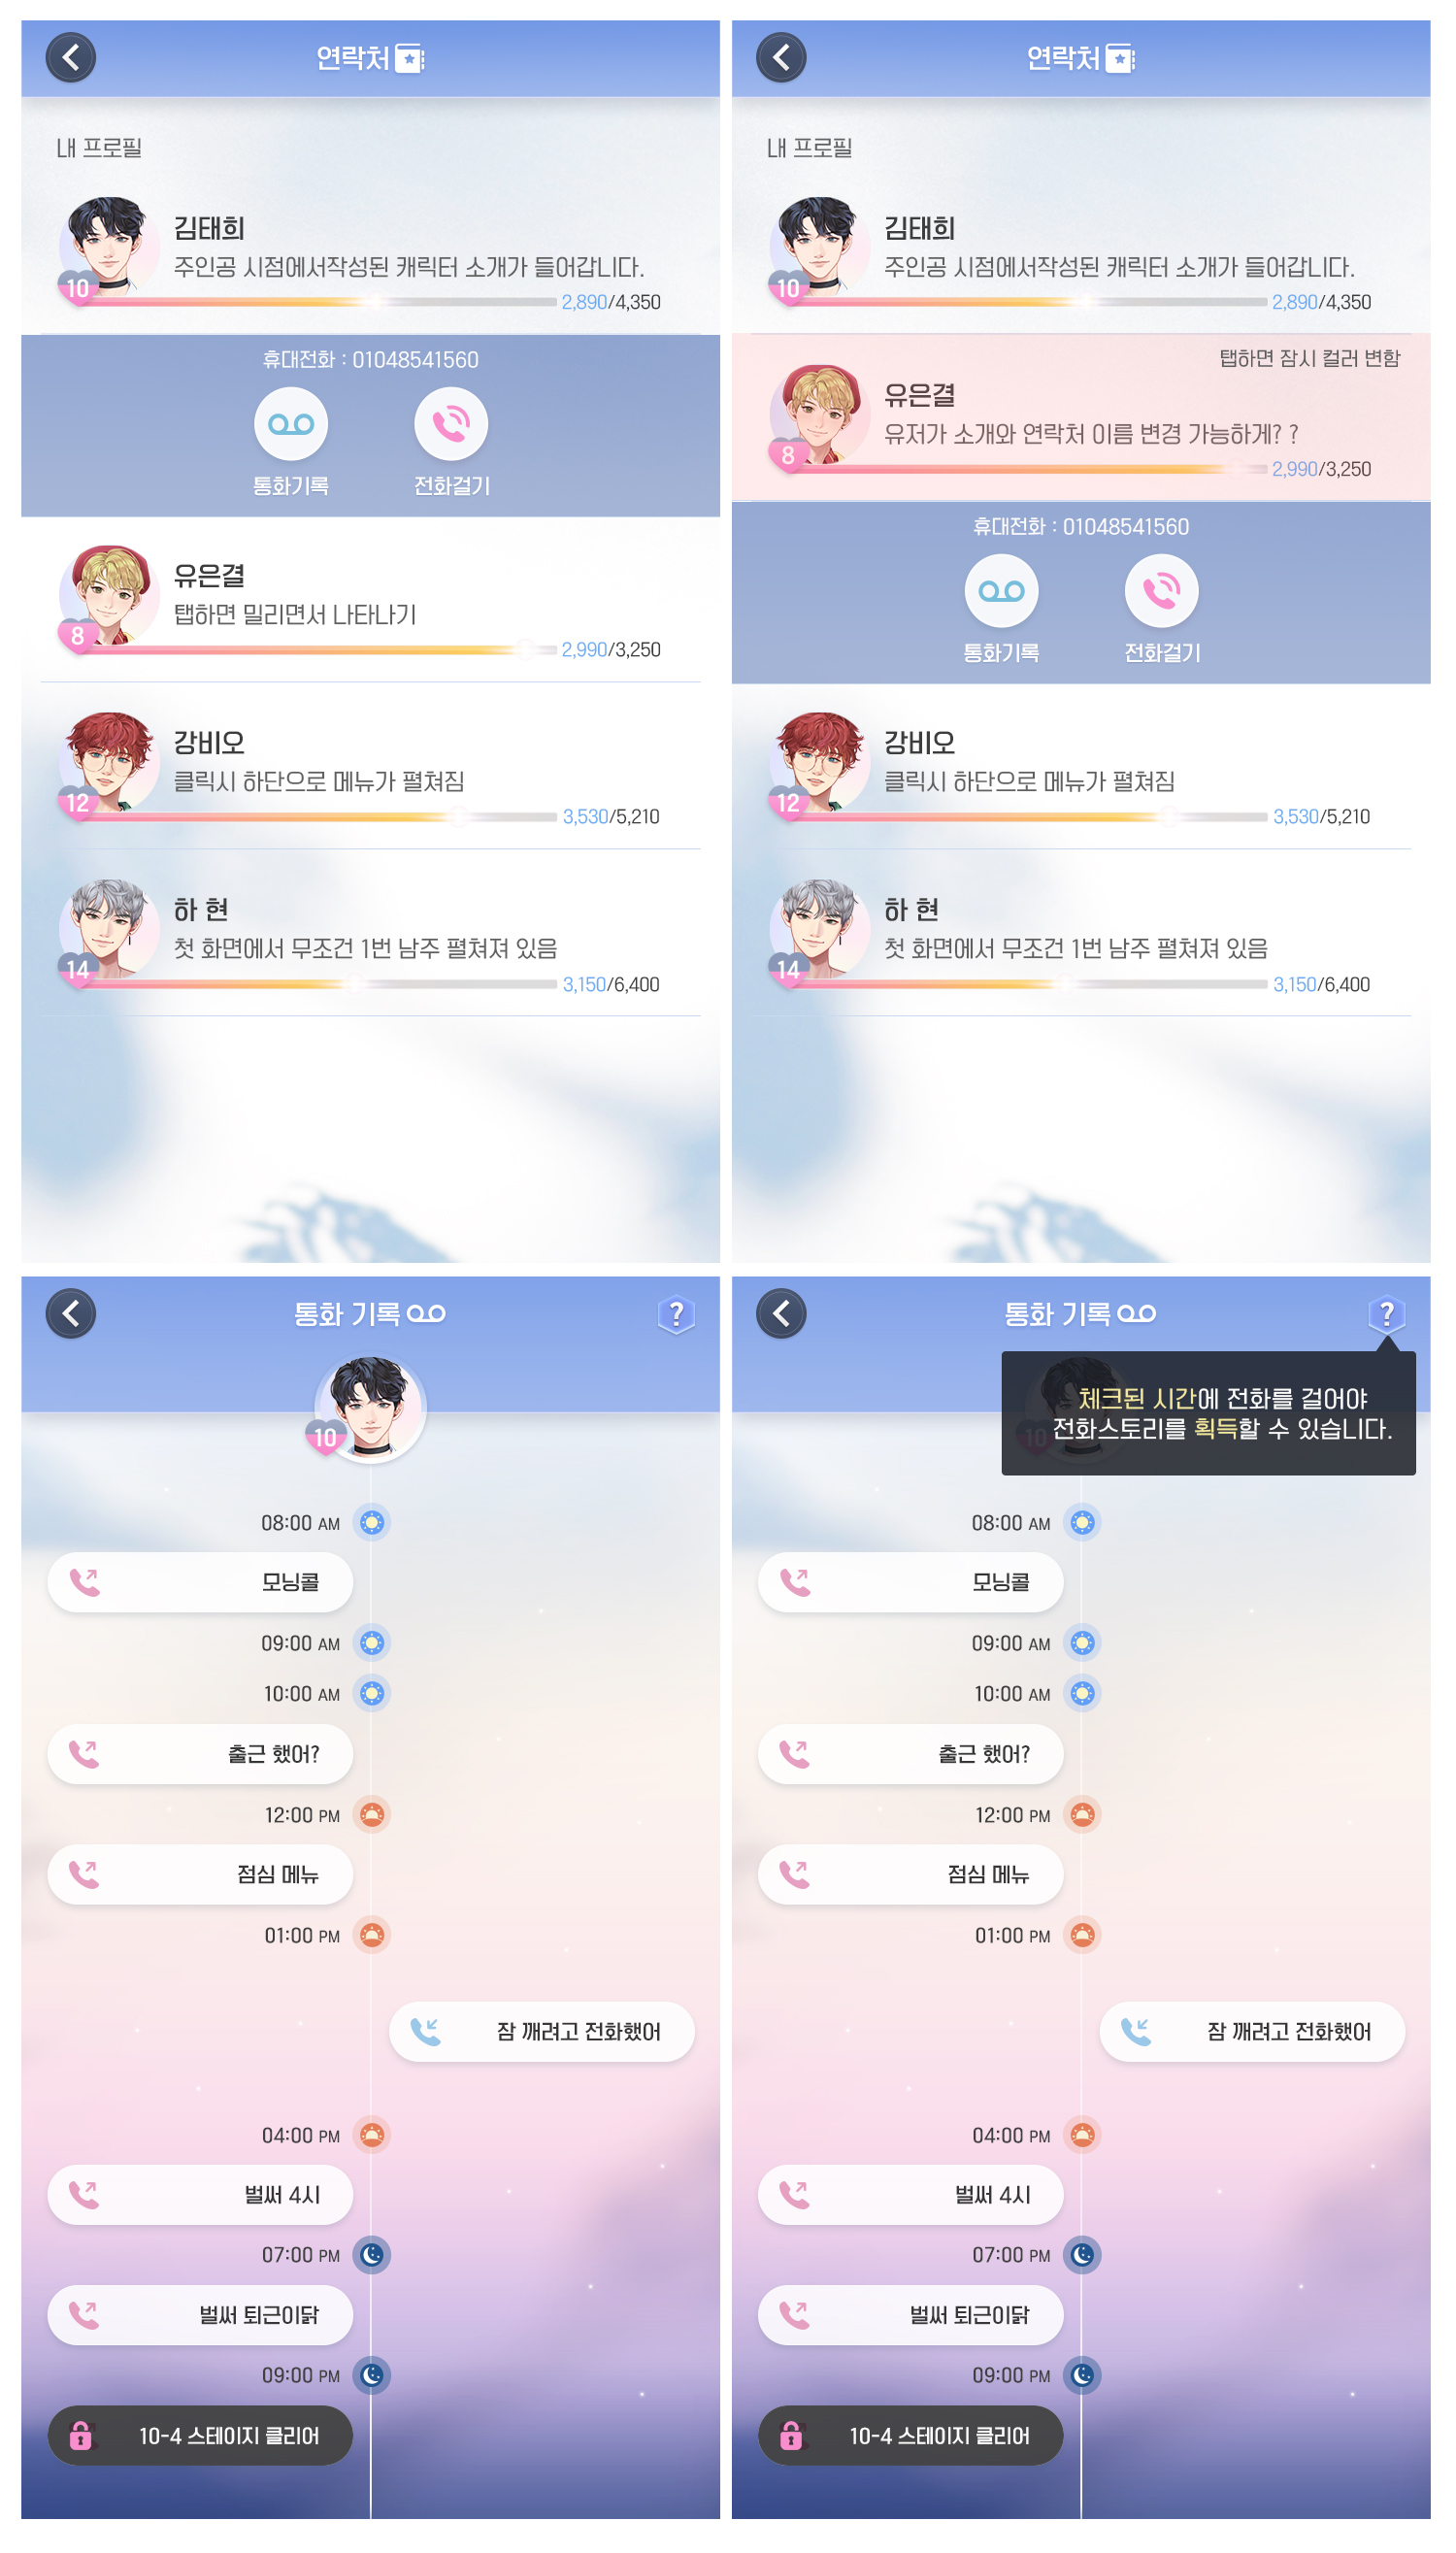 연락처
내 프로필
김태희
주인공 시점에서작성된 캐릭터 소개가 들어갑니다.
10
2,890/4,350
휴대전화 : 01048541560
통화기록
전화걸기
유은결
탭하면 밀리면서 나타나기
8
2,990/3,250
강비오
클릭시 하단으로 메뉴가 펼쳐짐
12
3,530/5,210
하 현
첫 화면에서 무조건 1번 남주 펼쳐져 있음
14
3,150/6,400
연락처
내 프로필
김태희
주인공 시점에서작성된 캐릭터 소개가 들어갑니다.
10
2,890/4,350
탭하면 잠시 컬러 변함
유은결
유저가 소개와 연락처 이름 변경 가능하게? ?
8
2,990/3,250
휴대전화 : 01048541560
통화기록
전화걸기
강비오
클릭시 하단으로 메뉴가 펼쳐짐
12
3,530/5,210
하 현
첫 화면에서 무조건 1번 남주 펼쳐져 있음
14
3,150/6,400
통화 기록
?
10
08:00 AM
모닝콜
09:00 AM
10:00 AM
출근 했어?
12:00 PM
점심 메뉴
01:00 PM
잠 깨려고 전화했어
04:00 PM
벌써 4시
07:00 PM
벌써 퇴근이닭
09:00 PM
10-4 스테이지 클리어
통화 기록
?
체크된 시간에 전화를 걸어야
전화스토리를 획득할 수 있습니다.
10
08:00 AM
모닝콜
09:00 AM
10:00 AM
출근 했어?
12:00 PM
점심 메뉴
01:00 PM
잠 깨려고 전화했어
04:00 PM
벌써 4시
07:00 PM
벌써 퇴근이닭
09:00 PM
10-4 스테이지 클리어